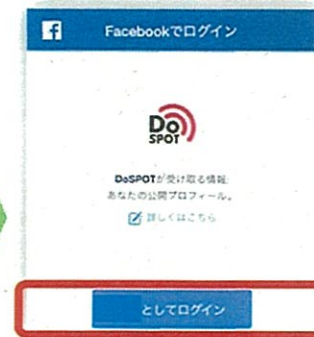 Facebookでログイン
Do
SPOT
DoSPOTが受け取る情報:
あなたの公開プロフィール。
詳しくはこちら
としてログイン